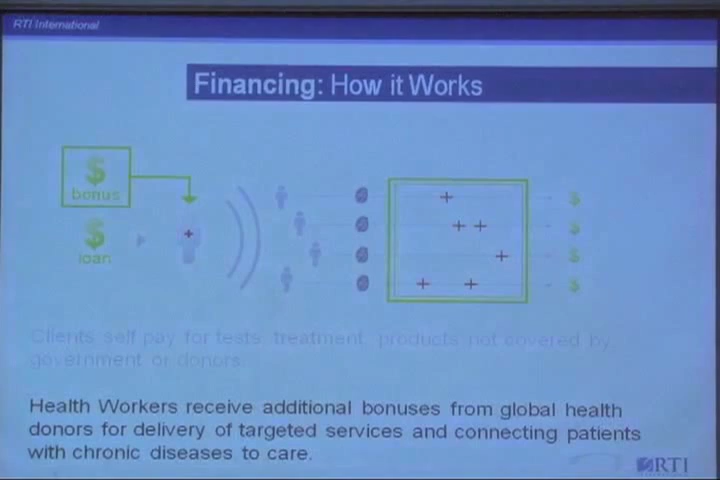 RTI International
Financing: How it Works
$
bonus
$
loan
$
$
$
$
Clients self pay for tests, treatment, products not covered by
government or donors.
Health Workers receive additional bonuses from global health
donors for delivery of targeted services and connecting patients
with chronic diseases to care.
RTI